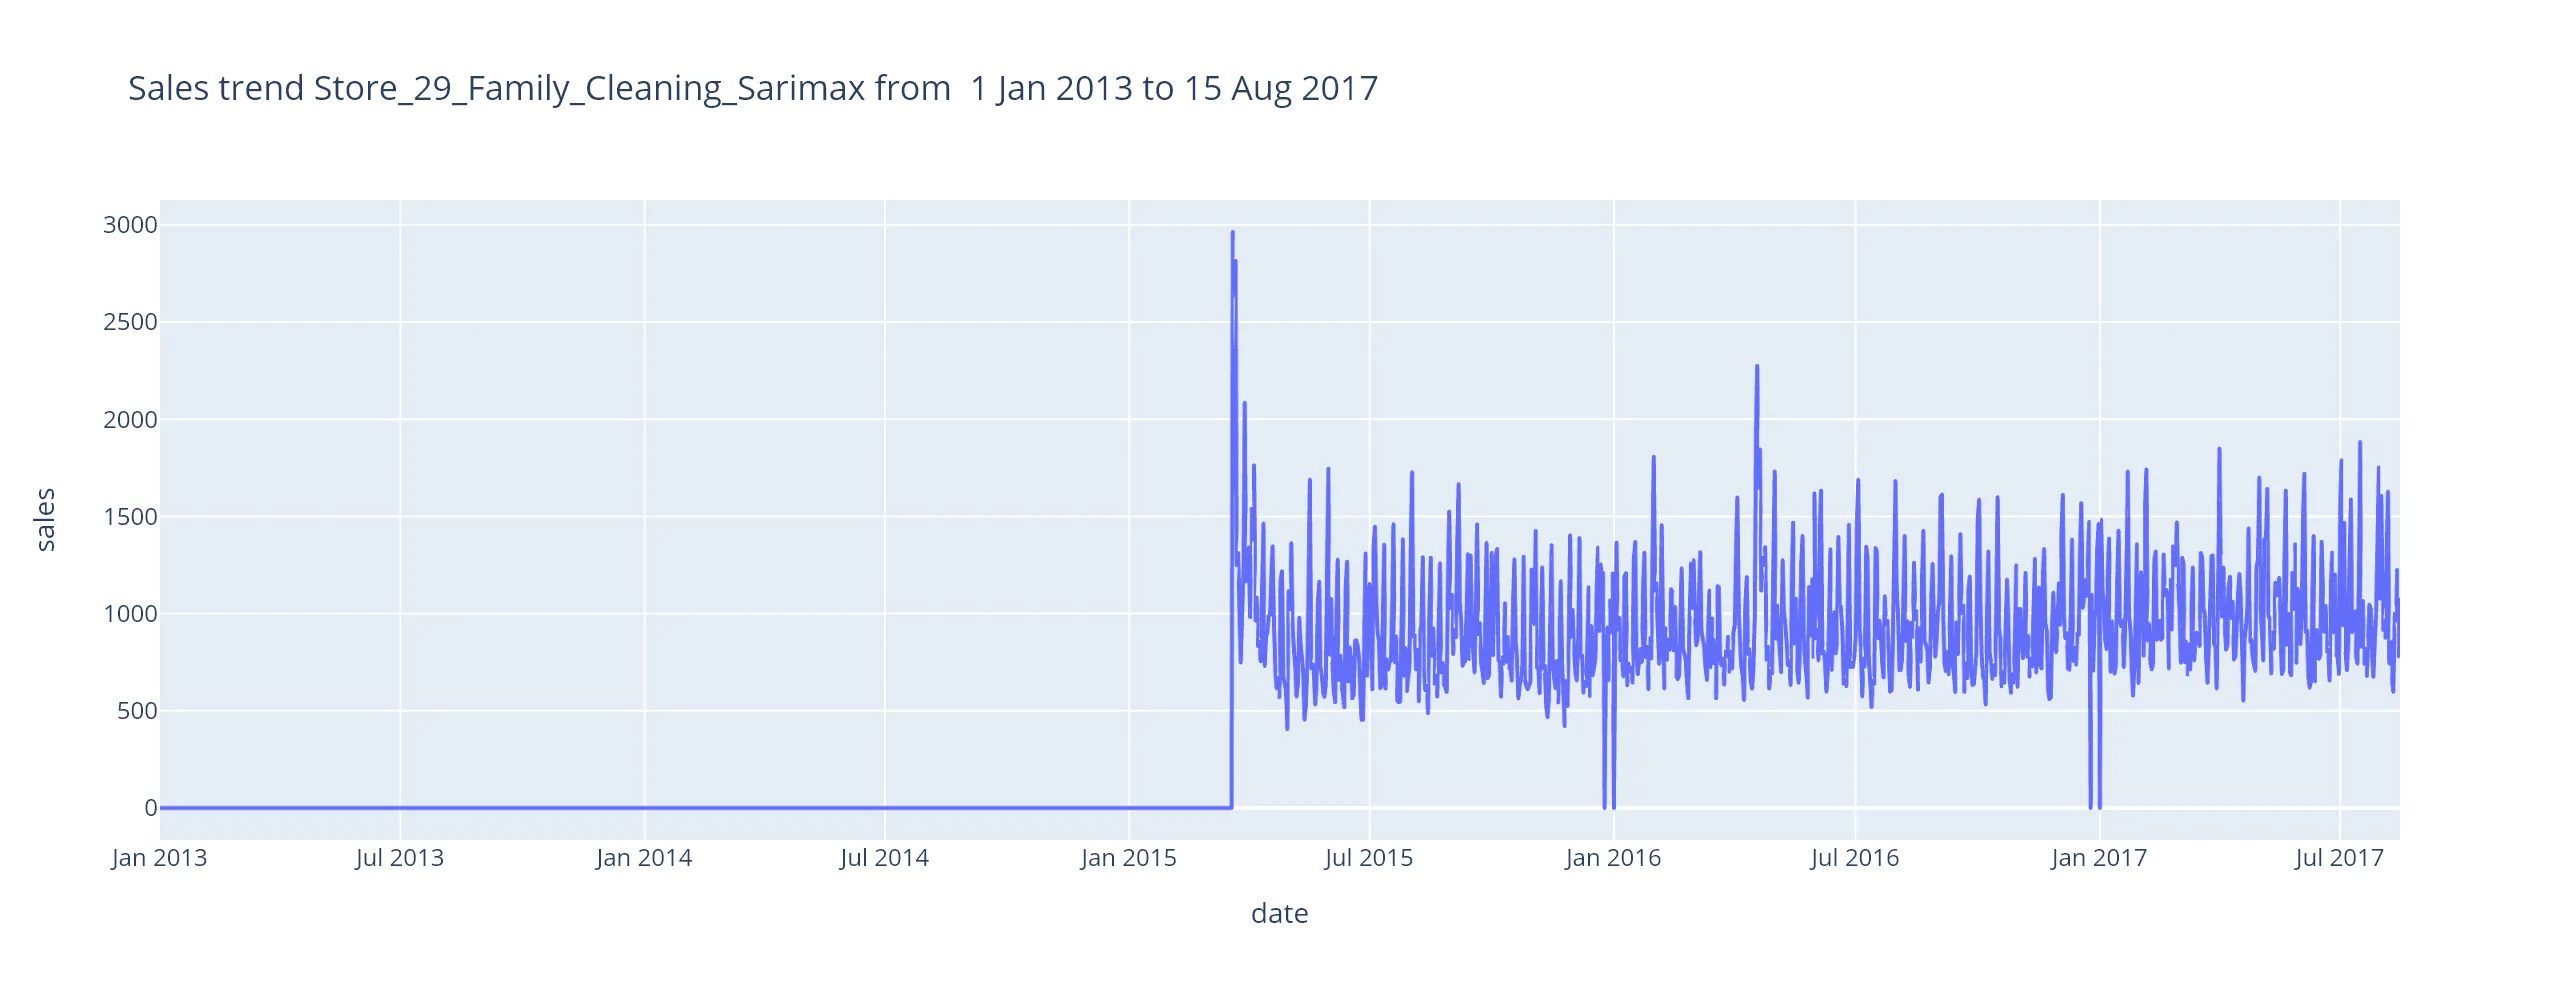 Sales trend Store_29_Family_Cleaning_Sarimax from  1 Jan 2013 to 15 Aug 2017
3000
2500
2000
1500
1000
500
0
sales
Jan 2013 Jul 2013 Jan 2014 Jul 2014 Jan 2015 Jul 2015 Jan 2016 Jul 2016 Jan 2017 Jul 2017
date